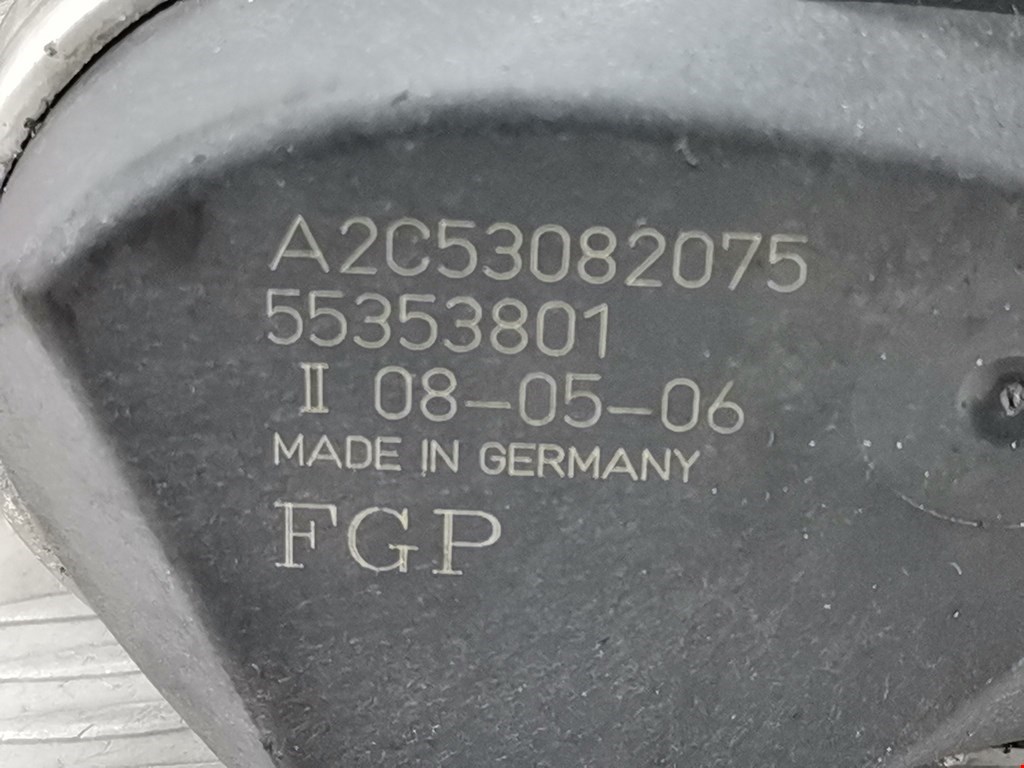 A2C53082075
55353801
II 08-05-06
MADE IN GERMANY
FGP